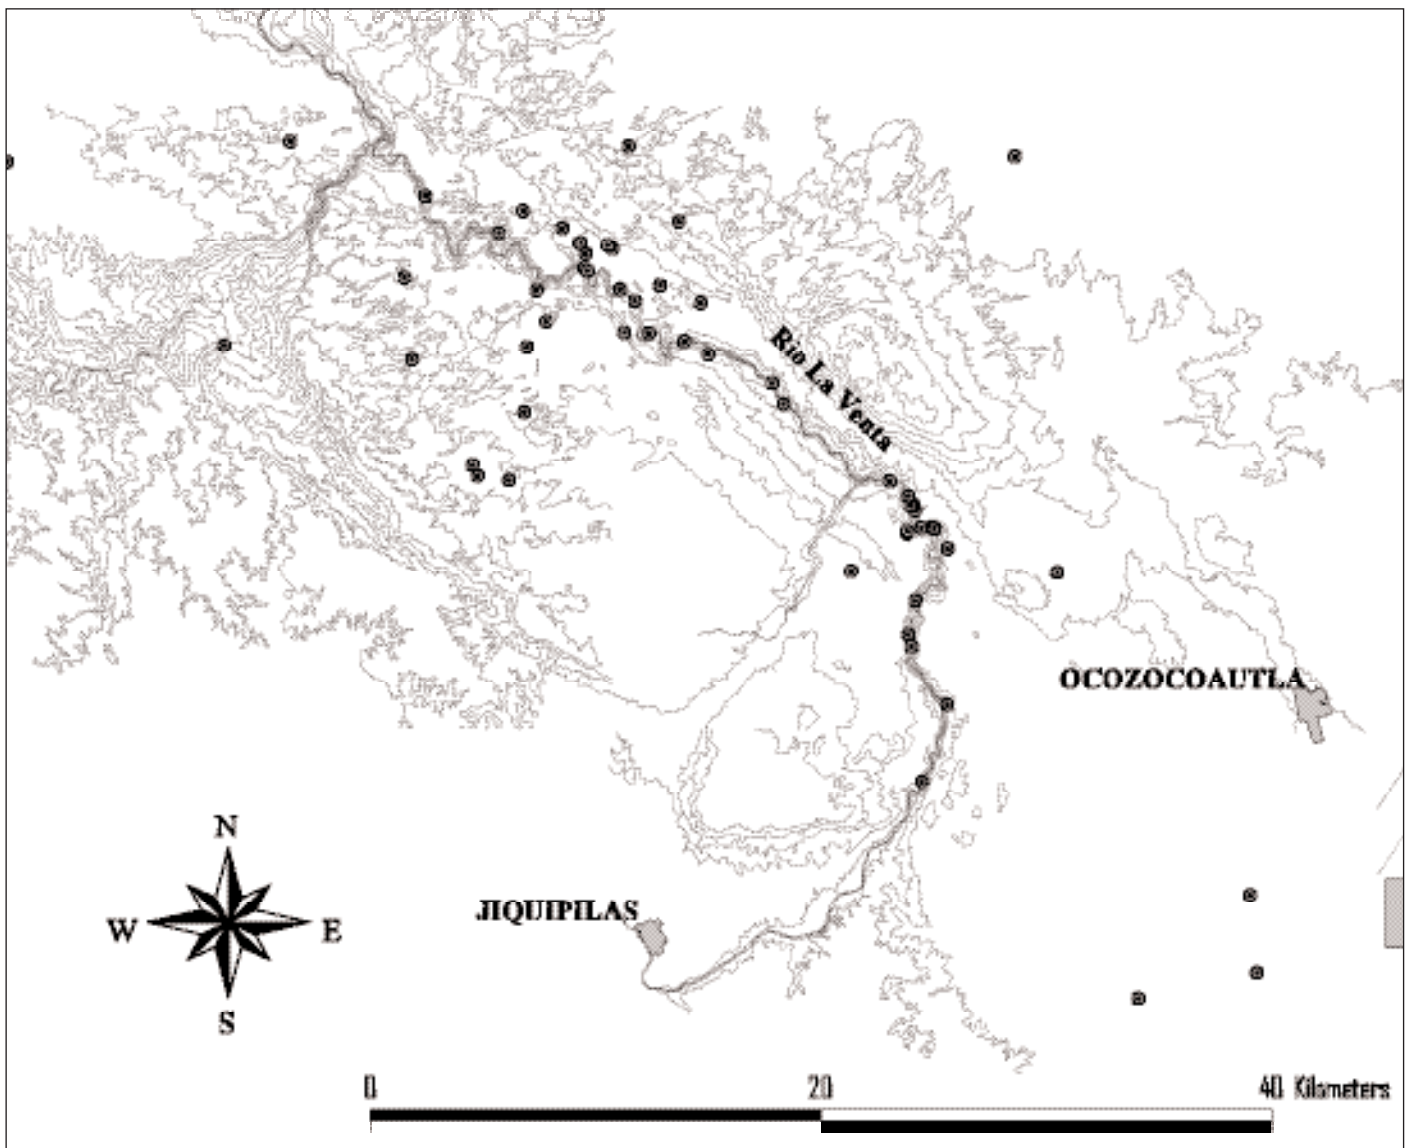 Rio La Venta
OCOZOCOAUTLA
N
W E
S
JIQUIPILAS
0 20 40 Kilometers